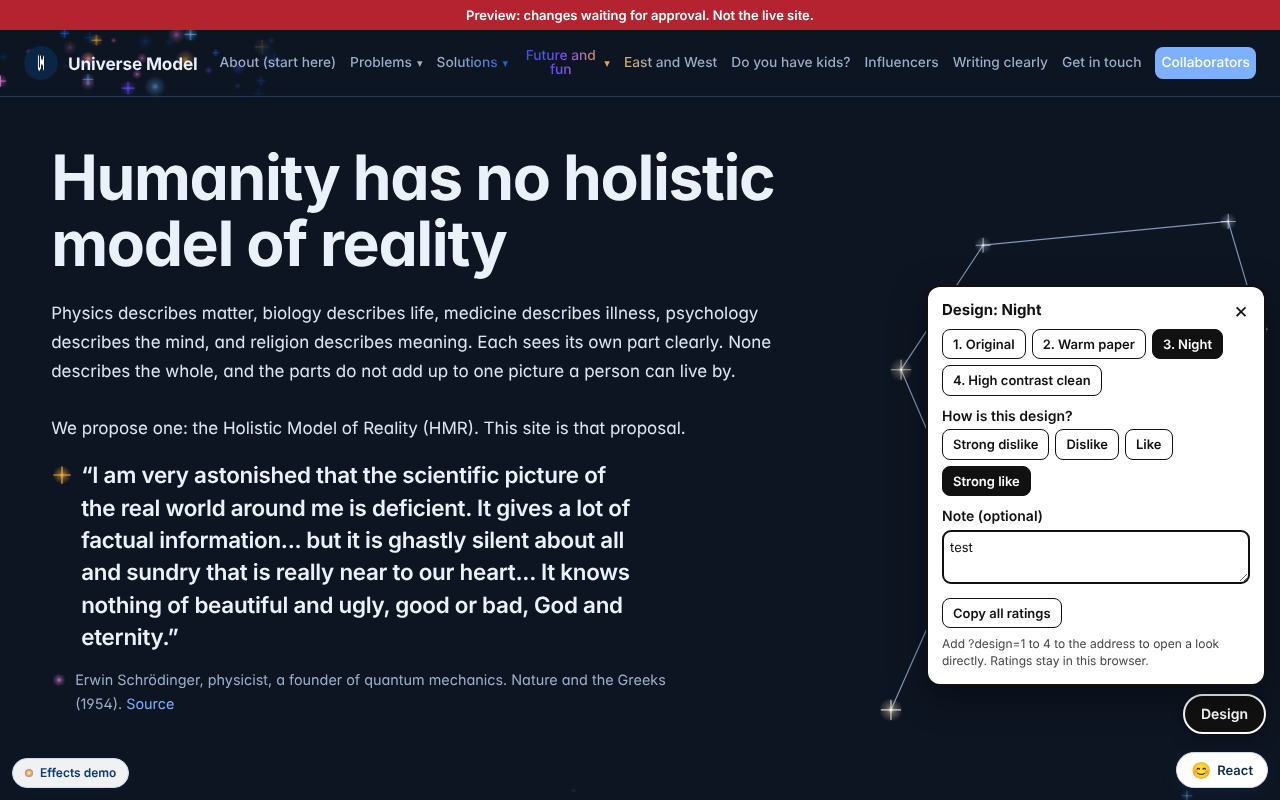 Preview: changes waiting for approval. Not the live site.
Universe Model
About (start here)
Problems ▾
Solutions ▾
Future and
fun ▾
East and West
Do you have kids?
Influencers
Writing clearly
Get in touch
Collaborators
Humanity has no holistic
model of reality
Physics describes matter, biology describes life, medicine describes illness, psychology
describes the mind, and religion describes meaning. Each sees its own part clearly. None
describes the whole, and the parts do not add up to one picture a person can live by.
We propose one: the Holistic Model of Reality (HMR). This site is that proposal.
“I am very astonished that the scientific picture of
the real world around me is deficient. It gives a lot of
factual information… but it is ghastly silent about all
and sundry that is really near to our heart… It knows
nothing of beautiful and ugly, good or bad, God and
eternity.”
Erwin Schrödinger, physicist, a founder of quantum mechanics. Nature and the Greeks
(1954). Source
Design: Night
✕
1. Original
2. Warm paper
3. Night
4. High contrast clean
How is this design?
Strong dislike
Dislike
Like
Strong like
Note (optional)
test
Copy all ratings
Add ?design=1 to 4 to the address to open a look
directly. Ratings stay in this browser.
Design
Effects demo
😊 React